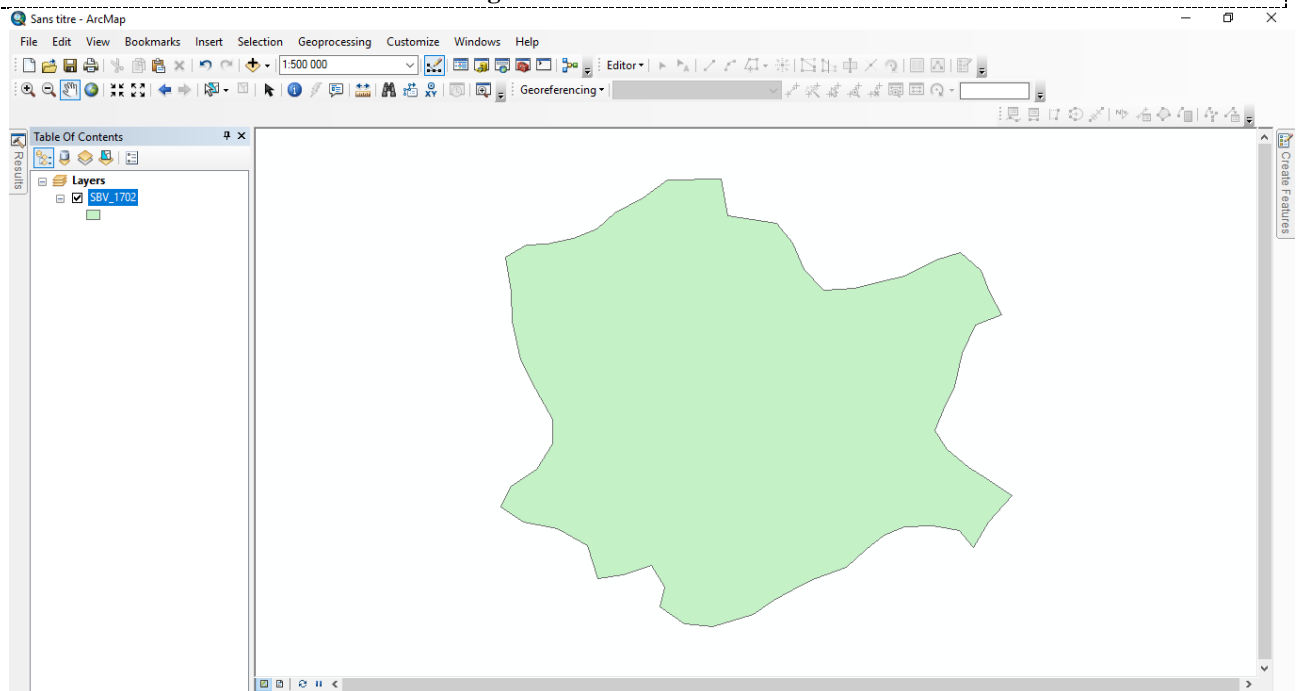 Sans titre - ArcMap
File Edit View Bookmarks Insert Selection Geoprocessing Customize Windows Help
1:500 000
Editor
Georeferencing
Table Of Contents
Results
Layers
SBV_1702
Create Features